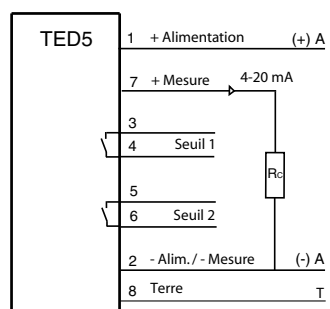 TED5
1 + Alimentation (+) A
7 + Mesure 4-20 mA
3
4 Seuil 1
Rc
5
6 Seuil 2
2 - Alim./ - Mesure (-) A
8 Terre T